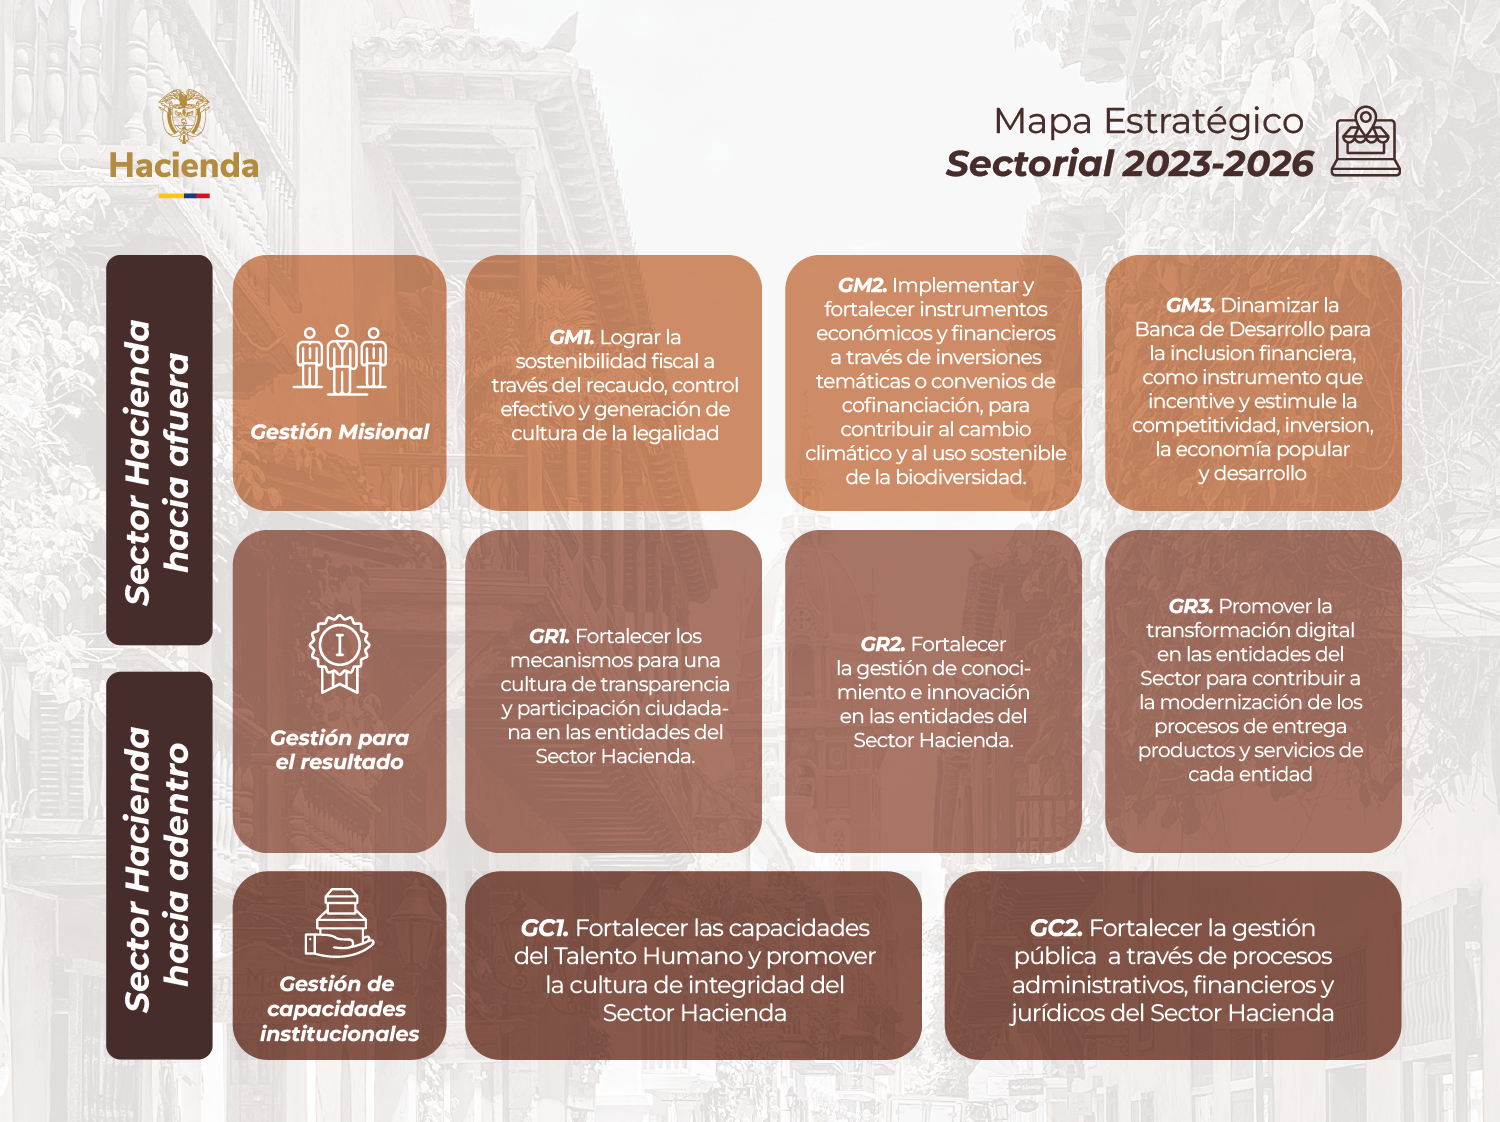 Hacienda
Mapa Estratégico
Sectorial 2023-2026
Sector Hacienda
hacia afuera
Gestión Misional
GM1. Lograr la
sostenibilidad fiscal a
través del recaudo, control
efectivo y generación de
cultura de la legalidad
GM2. Implementar y
fortalecer instrumentos
económicos y financieros
a través de inversiones
temáticas o convenios de
cofinanciación, para
contribuir al cambio
climático y al uso sostenible
de la biodiversidad.
GM3. Dinamizar la
Banca de Desarrollo para
la inclusion financiera,
como instrumento que
incentive y estimule la
competitividad, inversion,
la economía popular
y desarrollo
I
Gestión para
el resultado
GR1. Fortalecer los
mecanismos para una
cultura de transparencia
y participación ciudada-
na en las entidades del
Sector Hacienda.
GR2. Fortalecer
la gestión de conoci-
miento e innovación
en las entidades del
Sector Hacienda.
GR3. Promover la
transformación digital
en las entidades del
Sector para contribuir a
la modernización de los
procesos de entrega
productos y servicios de
cada entidad
Sector Hacienda
hacia adentro
Gestión de
capacidades
institucionales
GC1. Fortalecer las capacidades
del Talento Humano y promover
la cultura de integridad del
Sector Hacienda
GC2. Fortalecer la gestión
pública  a través de procesos
administrativos, financieros y
jurídicos del Sector Hacienda